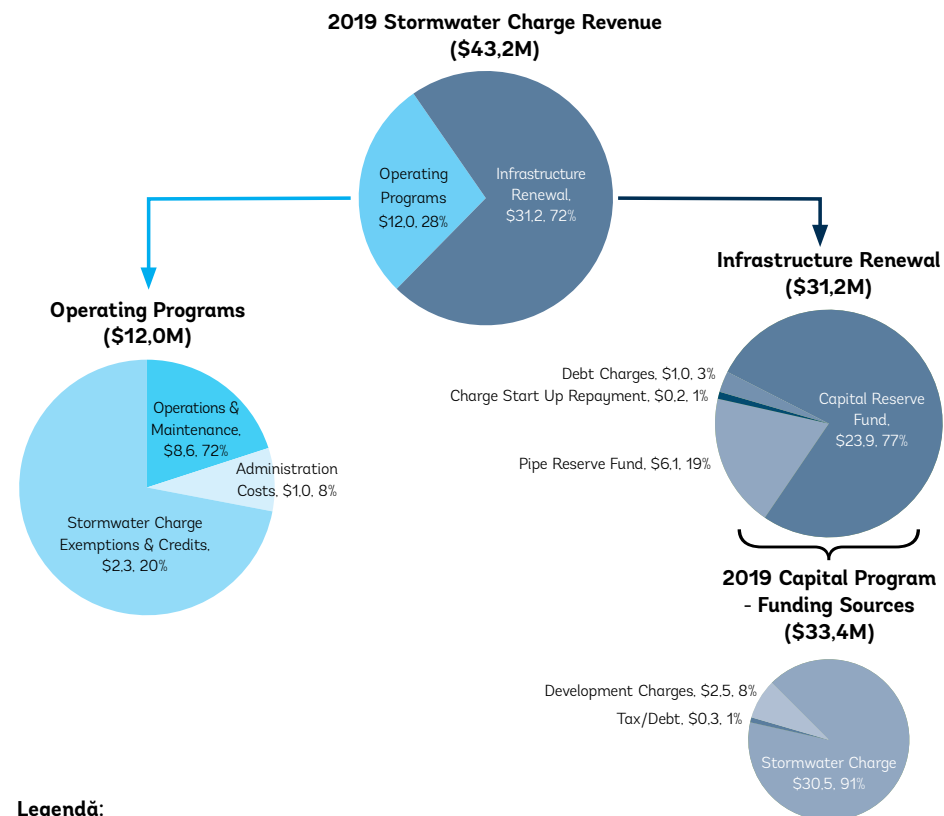 2019 Stormwater Charge Revenue
($43,2M)
Operating
Programs
$12,0, 28%
Infrastructure
Renewal,
$31,2, 72%
Operating Programs
($12,0M)
Operations &
Maintenance,
$8,6, 72%
Administration
Costs, $1,0, 8%
Stormwater Charge
Exemptions & Credits,
$2,3, 20%
Infrastructure Renewal
($31,2M)
Debt Charges, $1,0, 3%
Charge Start Up Repayment, $0,2, 1%
Pipe Reserve Fund, $6,1, 19%
Capital Reserve
Fund,
$23,9, 77%
2019 Capital Program
- Funding Sources
($33,4M)
Development Charges, $2,5, 8%
Tax/Debt, $0,3, 1%
Stormwater Charge
$30,5, 91%
Legendă: